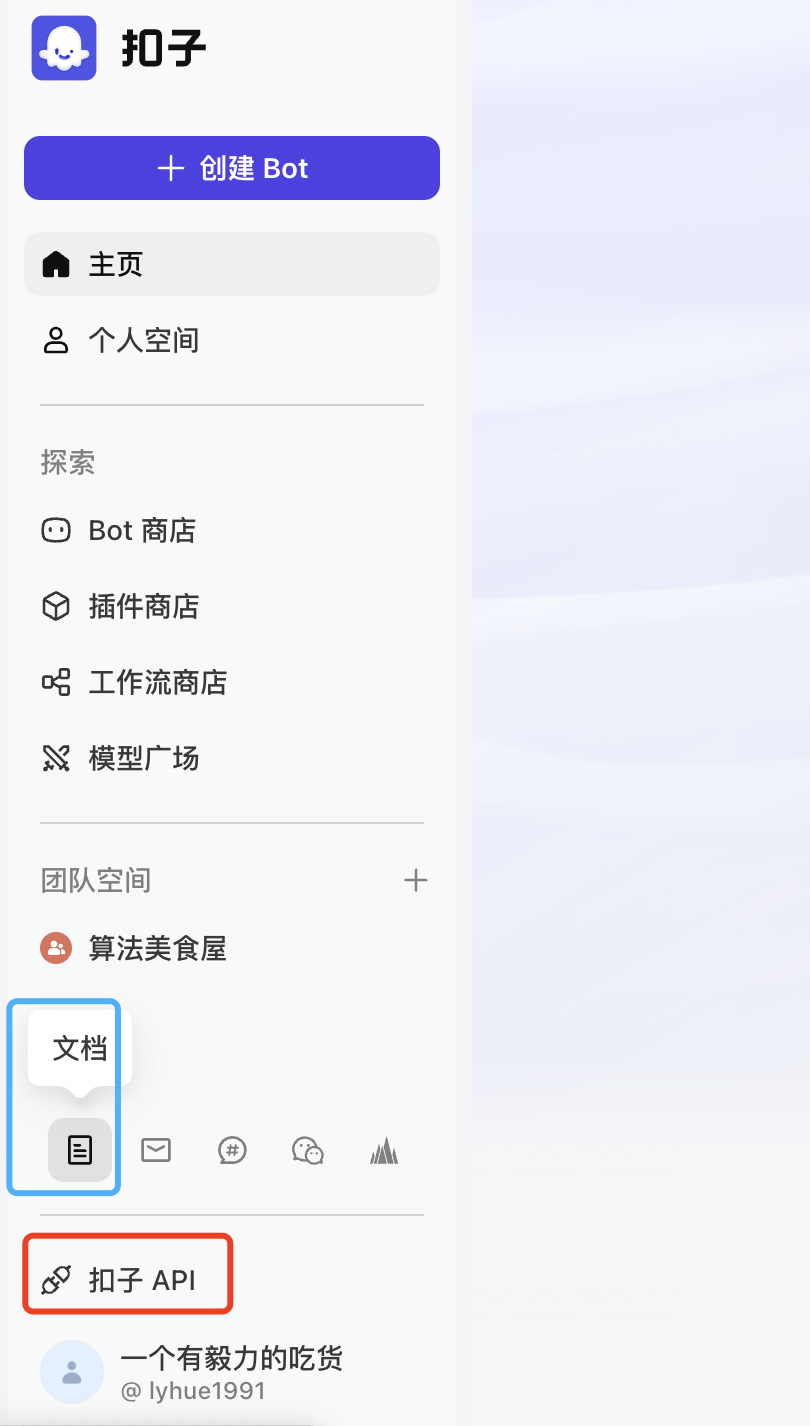 扣子
创建 Bot
主页
个人空间
探索
Bot 商店
插件商店
工作流商店
模型广场
团队空间
算法美食屋
文档
扣子 API
一个有毅力的吃货
@ lyhue1991